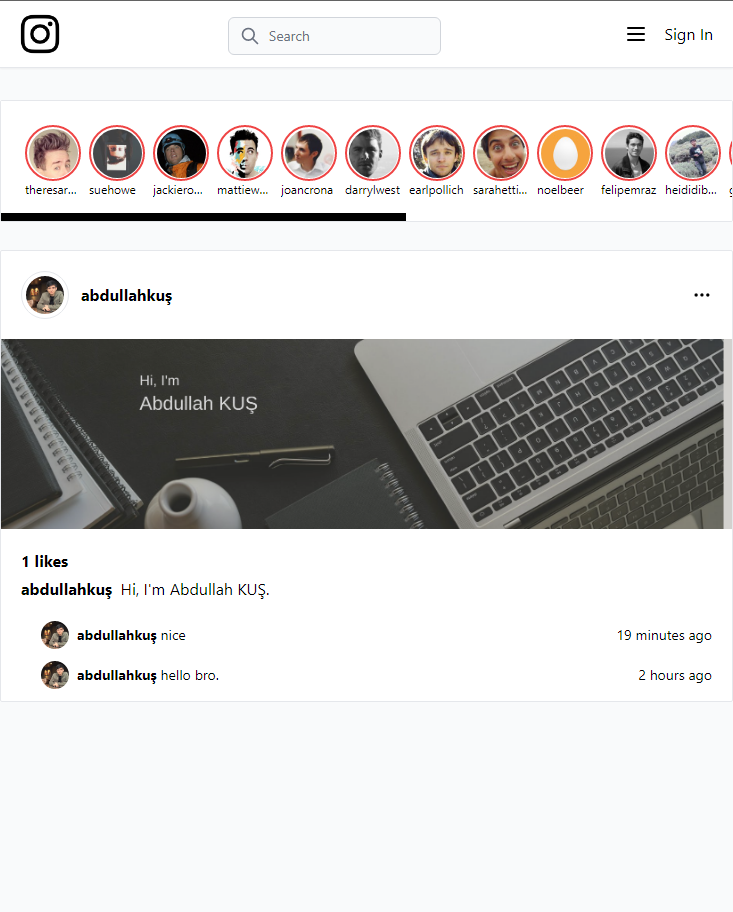 Search
Sign In
theresar...
suehowe
jackiero...
mattiew...
joancrona
darrylwest
earlpollich
sarahetti...
noelbeer
felipemraz
heididib...
abdullahkuş
Hi, I'm
Abdullah KUŞ
1 likes
abdullahkuş Hi, I'm Abdullah KUŞ.
abdullahkuş nice 19 minutes ago
abdullahkuş hello bro. 2 hours ago